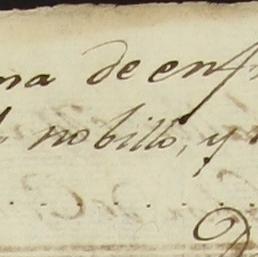 na de enf
nobillo, y